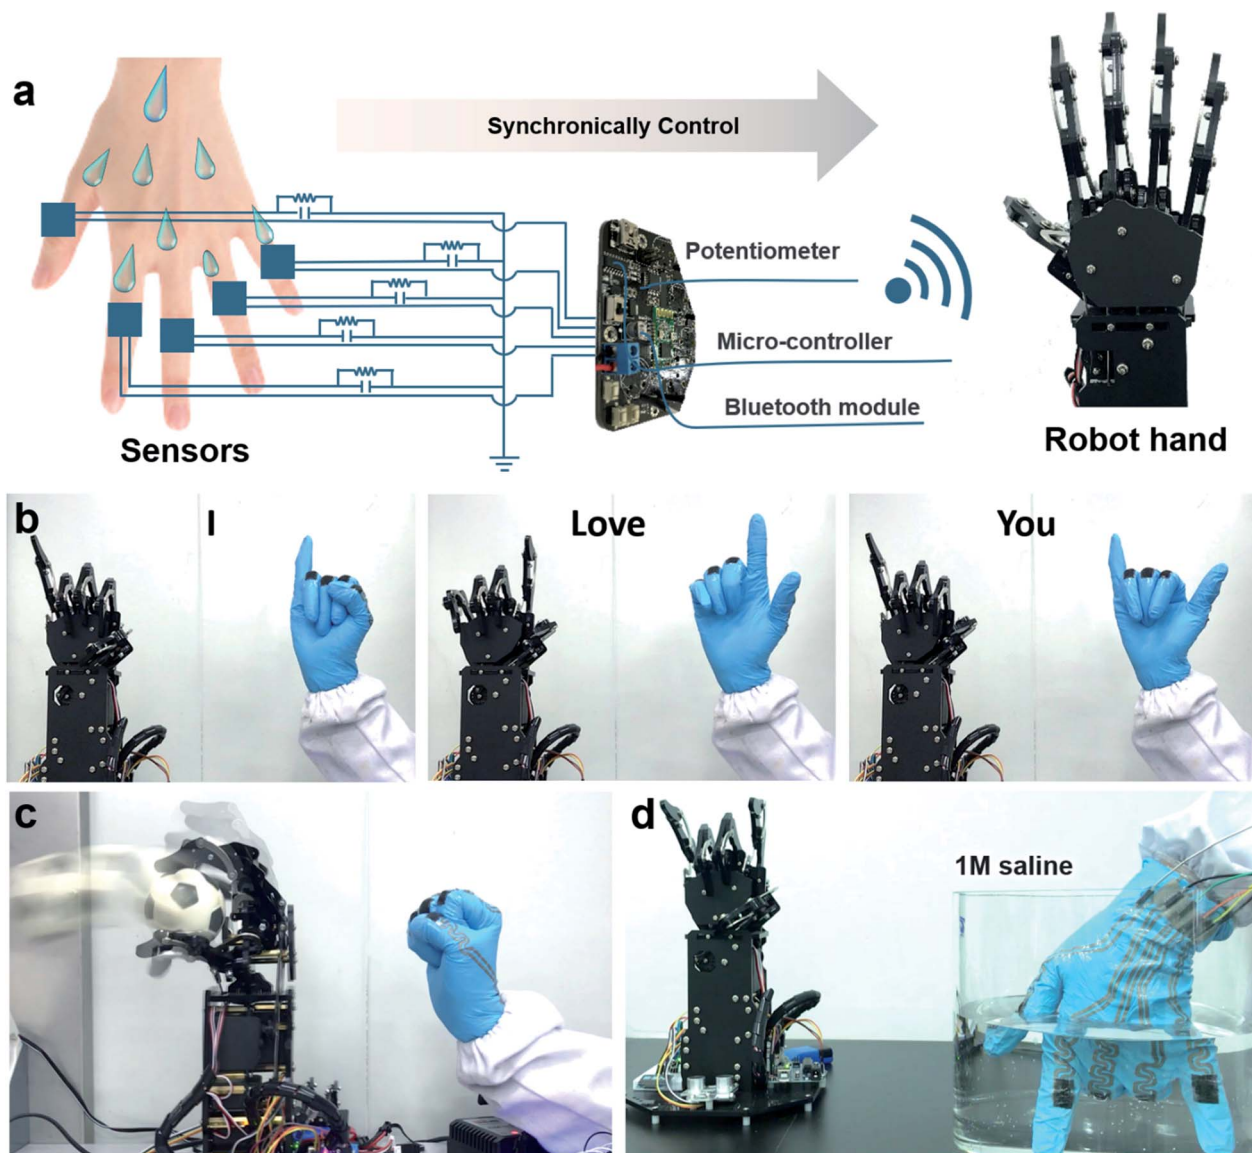 a
Synchronically Control
Potentiometer
Micro-controller
Bluetooth module
Sensors
Robot hand
b
I
Love
You
c
d
1M saline